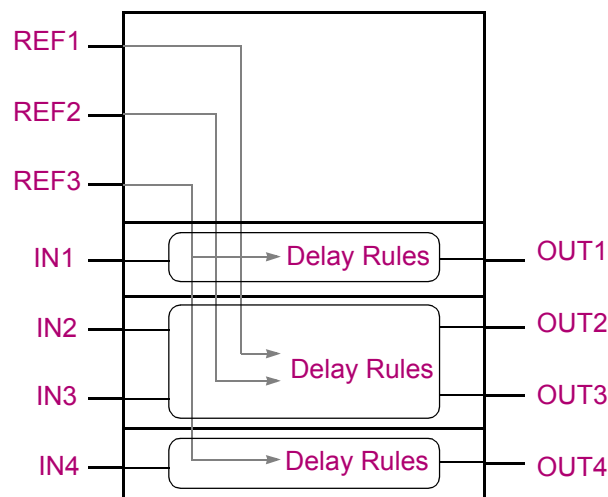 REF1
REF2
REF3
IN1
Delay Rules
OUT1
IN2
OUT2
Delay Rules
IN3
OUT3
IN4
Delay Rules
OUT4